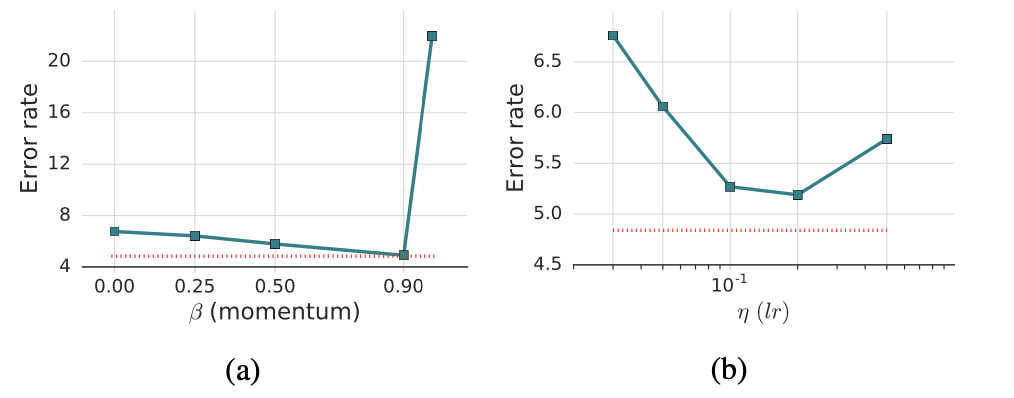 20
16
12
8
4
Error rate
0.00 0.25 0.50 0.90
β (momentum)
(a)
6.5
6.0
5.5
5.0
4.5
Error rate
10⁻¹
η (lr)
(b)